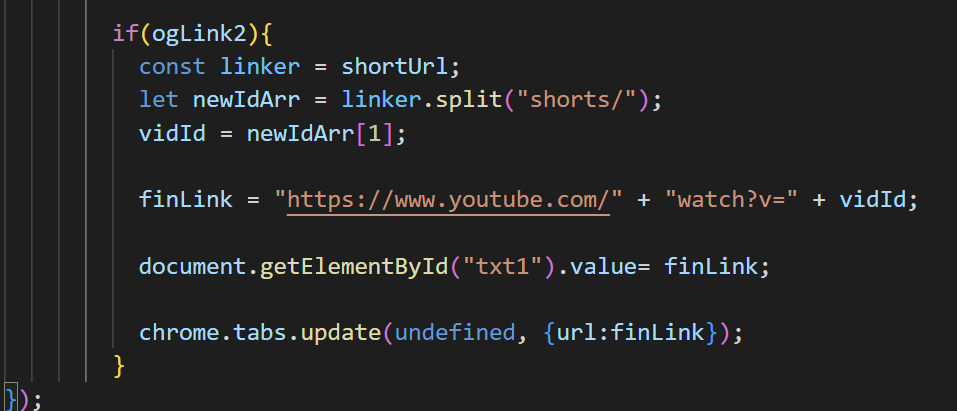 if(ogLink2){
const linker = shortUrl;
let newIdArr = linker.split("shorts/");
vidId = newIdArr[1];
finLink = "https://www.youtube.com/" + "watch?v=" + vidId;
document.getElementById("txt1").value= finLink;
chrome.tabs.update(undefined, {url:finLink});
}
});